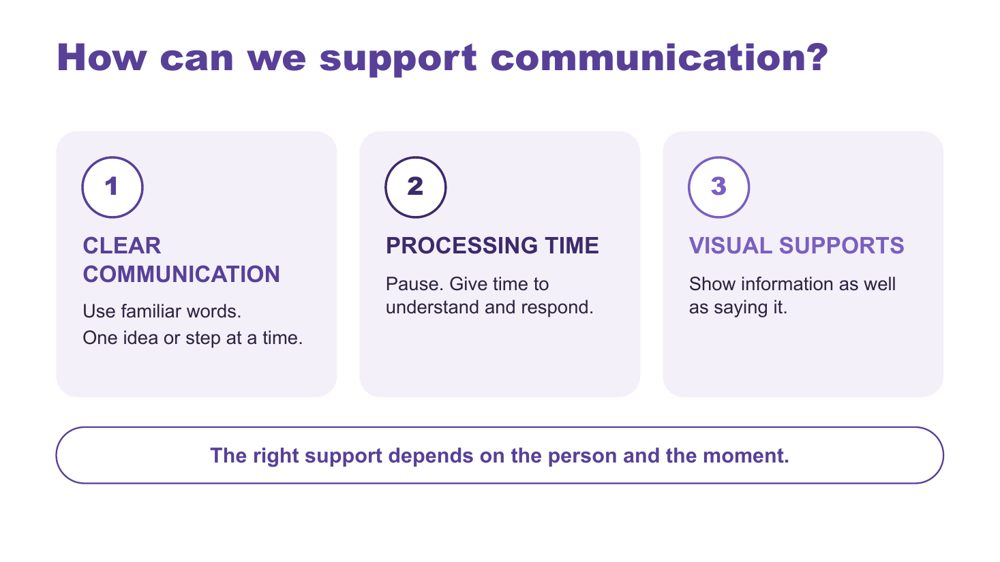 How can we support communication?
1
CLEAR
COMMUNICATION
Use familiar words.
One idea or step at a time.
2
PROCESSING TIME
Pause. Give time to
understand and respond.
3
VISUAL SUPPORTS
Show information as well
as saying it.
The right support depends on the person and the moment.